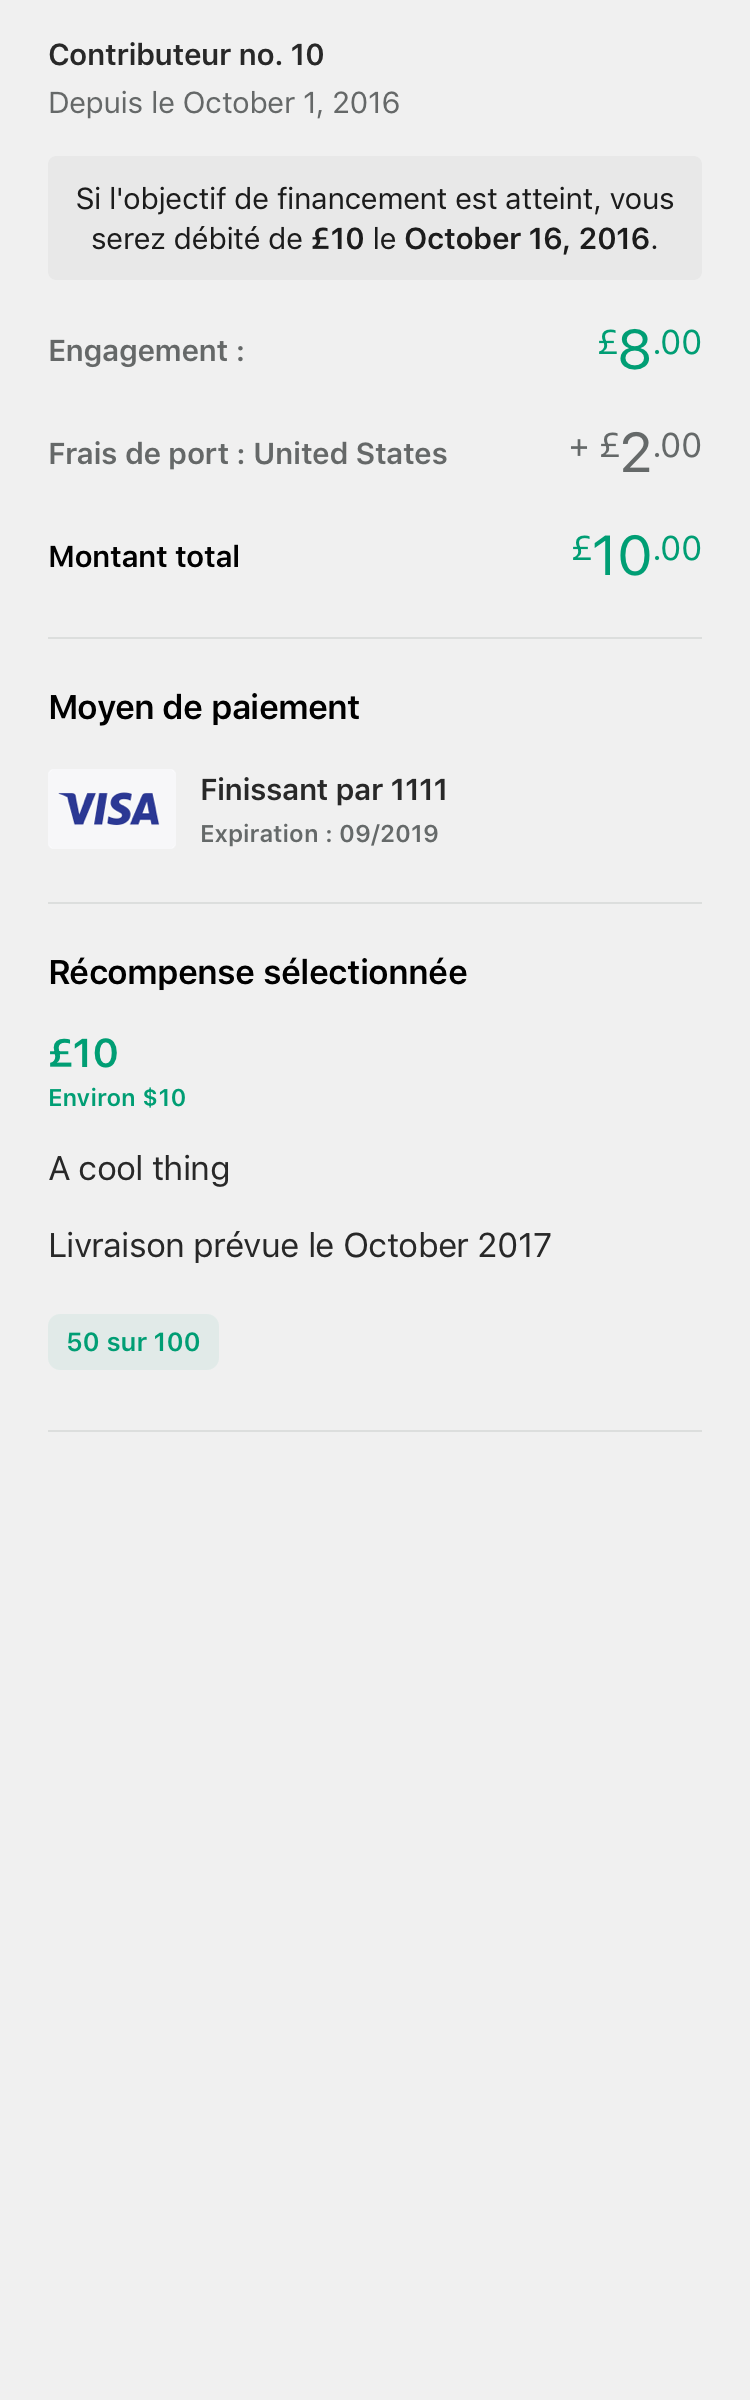 Contributeur no. 10
Depuis le October 1, 2016
Si l'objectif de financement est atteint, vous
serez débité de £10 le October 16, 2016.
Engagement : £8.00
Frais de port : United States + £2.00
Montant total £10.00
Moyen de paiement
VISA
Finissant par 1111
Expiration : 09/2019
Récompense sélectionnée
£10
Environ $10
A cool thing
Livraison prévue le October 2017
50 sur 100